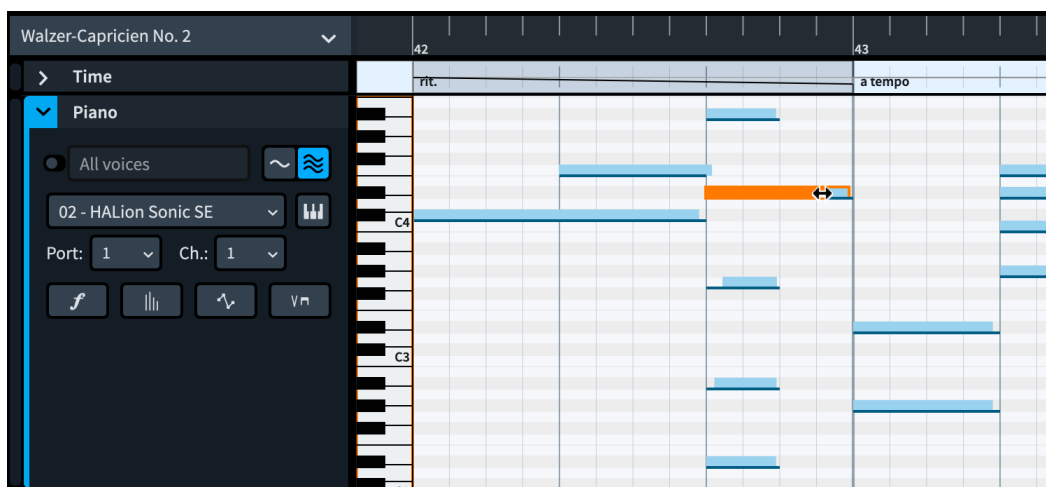 Walzer-Capricien No. 2
42
43
Time
rit.
a tempo
Piano
All voices
02 - HALion Sonic SE
C4
Port: 1 Ch.: 1
f
C3